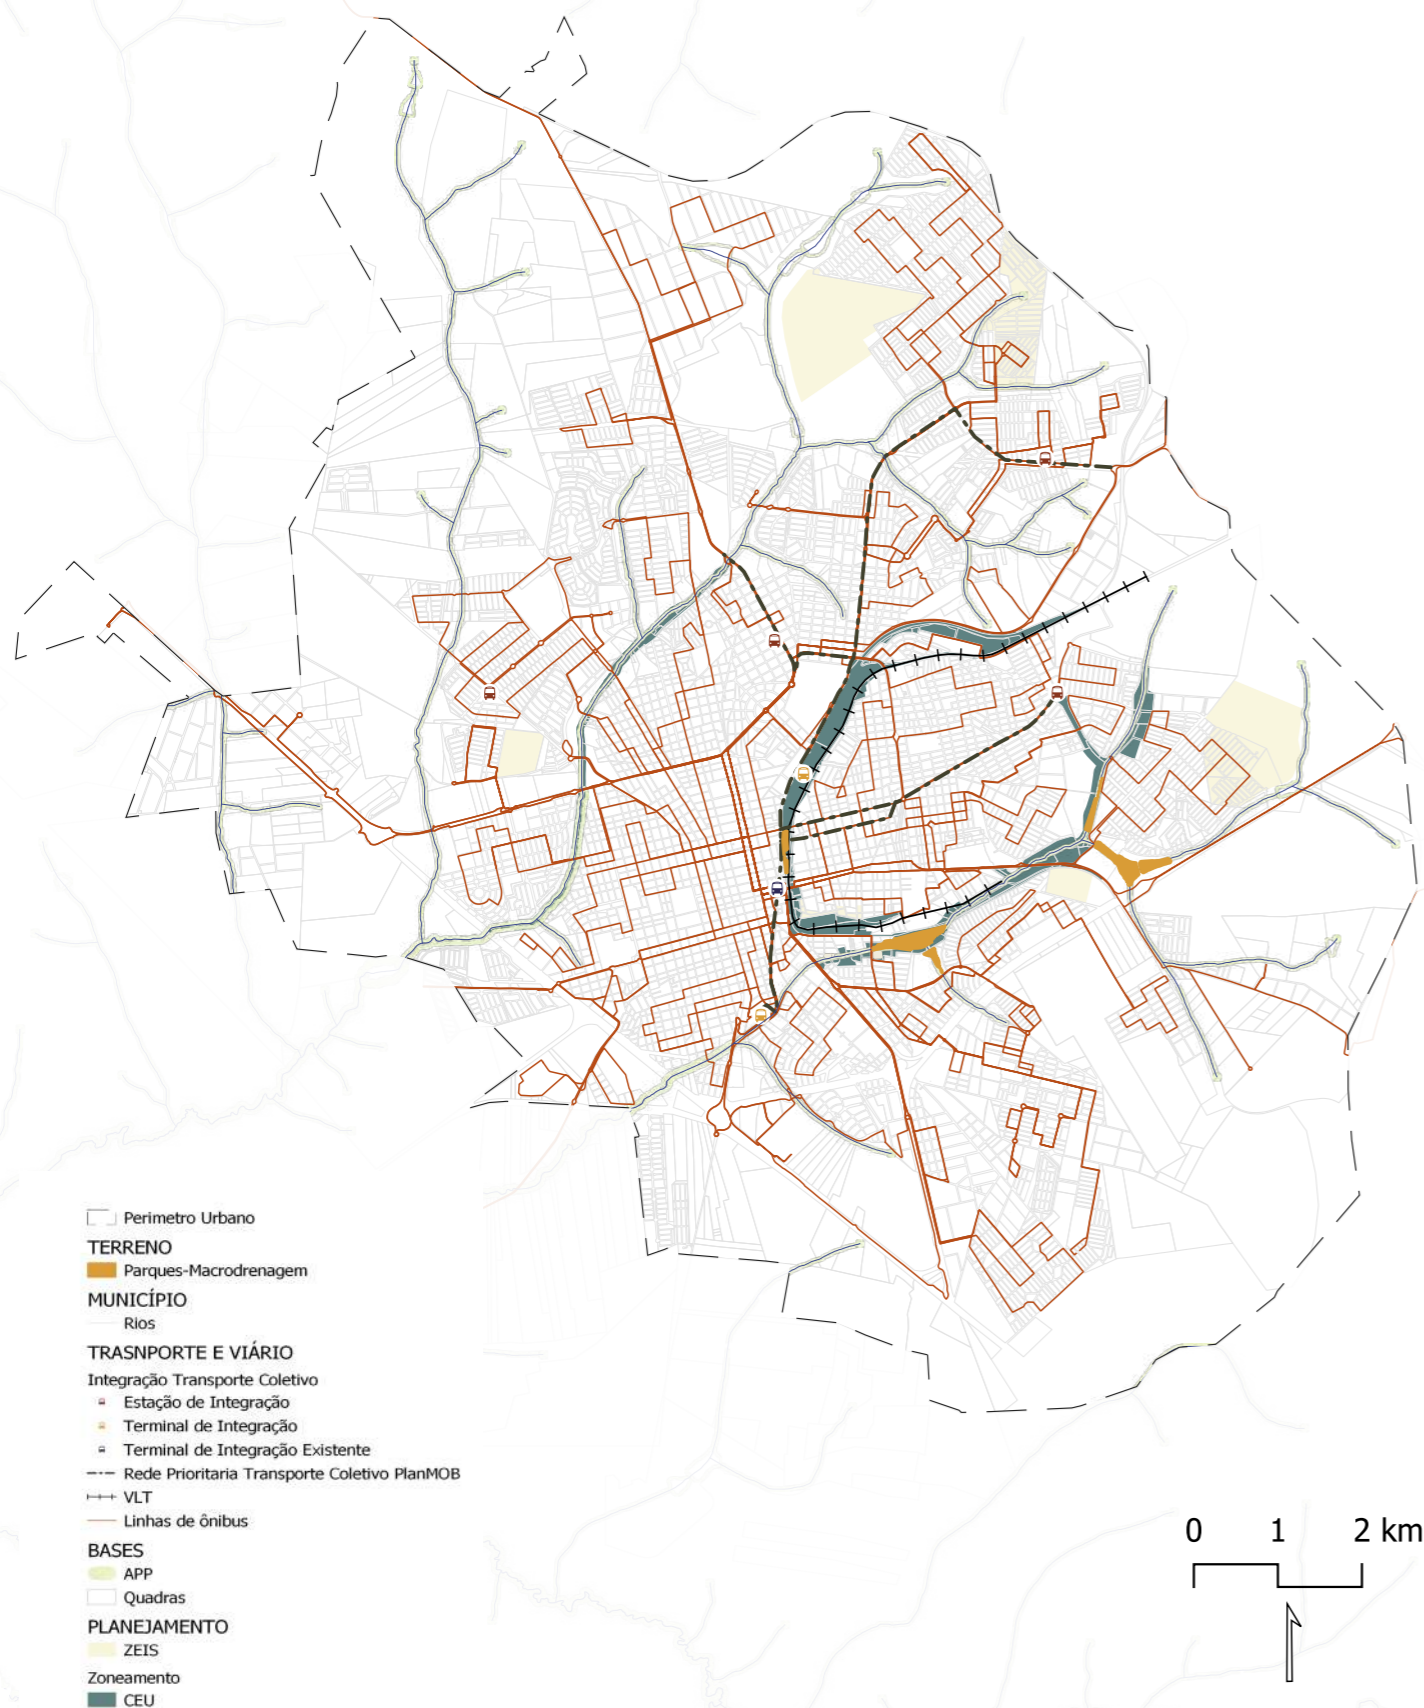 Perimetro Urbano
TERRENO
Parques-Macrodrenagem
MUNICÍPIO
Rios
TRASNPORTE E VIÁRIO
Integração Transporte Coletivo
Estação de Integração
Terminal de Integração
Terminal de Integração Existente
Rede Prioritaria Transporte Coletivo PlanMOB
VLT
Linhas de ônibus
BASES
APP
Quadras
PLANEJAMENTO
ZEIS
Zoneamento
CEU
0 1 2 km